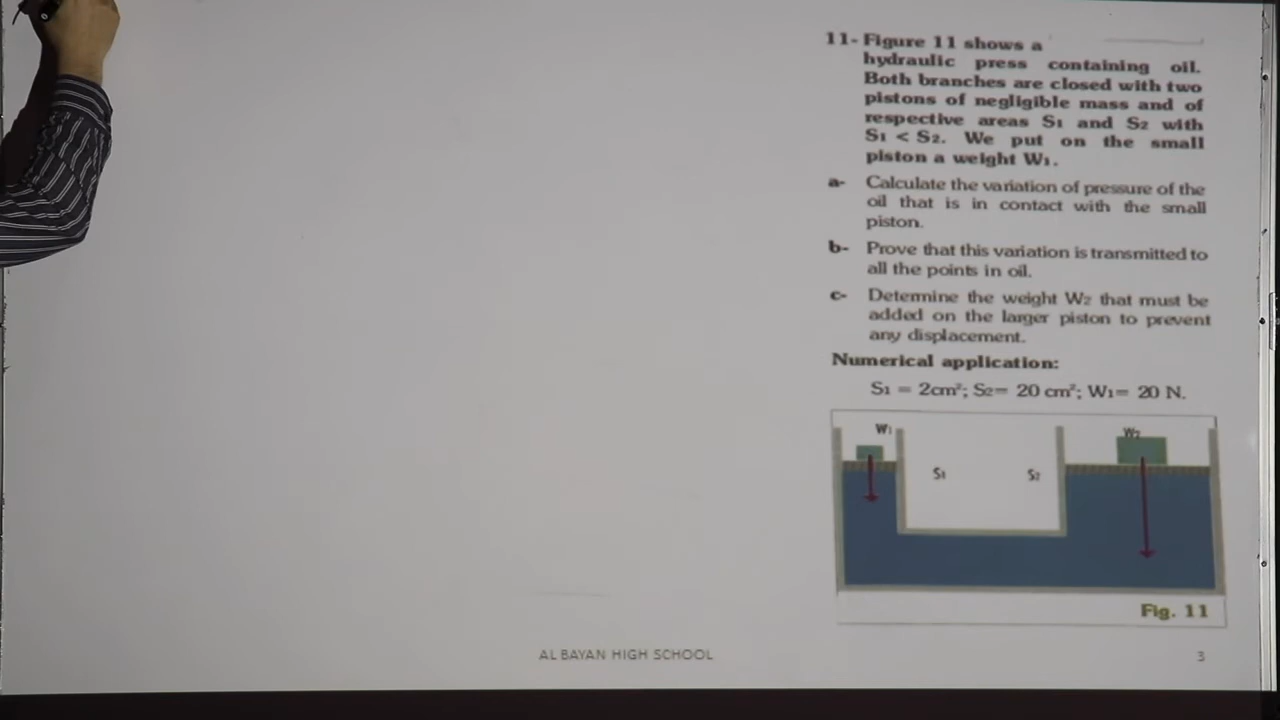 11- Figure 11 shows a
hydraulic press containing oil.
Both branches are closed with two
pistons of negligible mass and of
respective areas S1 and S2 with
S1 < S2. We put on the small
piston a weight W1.
a- Calculate the variation of pressure of the
oil that is in contact with the small
piston.
b- Prove that this variation is transmitted to
all the points in oil.
c- Determine the weight W2 that must be
added on the larger piston to prevent
any displacement.
Numerical application:
S1 = 2cm²; S2= 20 cm²; W1= 20 N.
W1
W2
S1
S2
Fig. 11
AL BAYAN HIGH SCHOOL
3